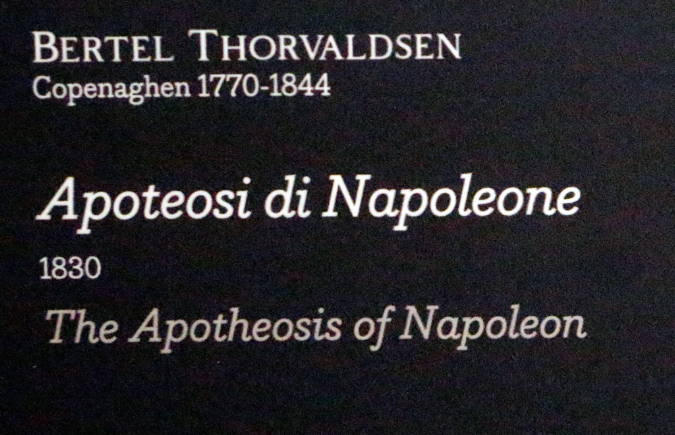 BERTEL THORVALDSEN
Copenaghen 1770-1844
Apoteosi di Napoleone
1830
The Apotheosis of Napoleon